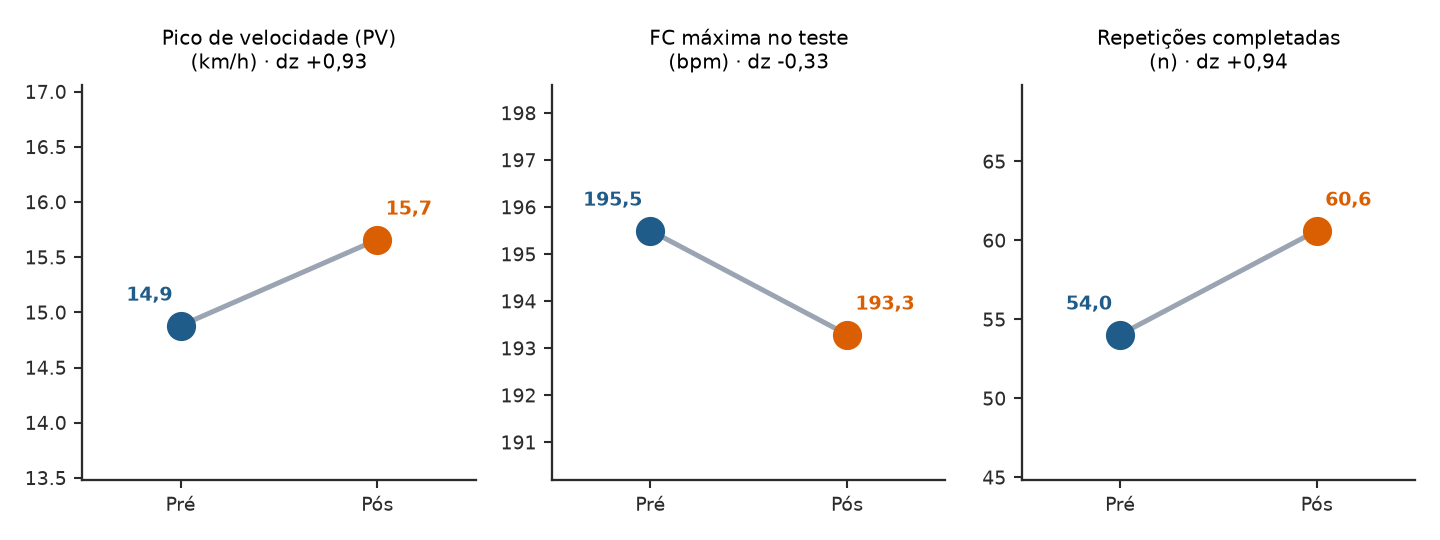 Pico de velocidade (PV)
(km/h) · dz +0,93
17.0
16.5
16.0
15.5
15.0
14.5
14.0
13.5
14,9
15,7
Pré
Pós
FC máxima no teste
(bpm) · dz -0,33
198
197
196
195
194
193
192
191
195,5
193,3
Pré
Pós
Repetições completadas
(n) · dz +0,94
65
60
55
50
45
54,0
60,6
Pré
Pós